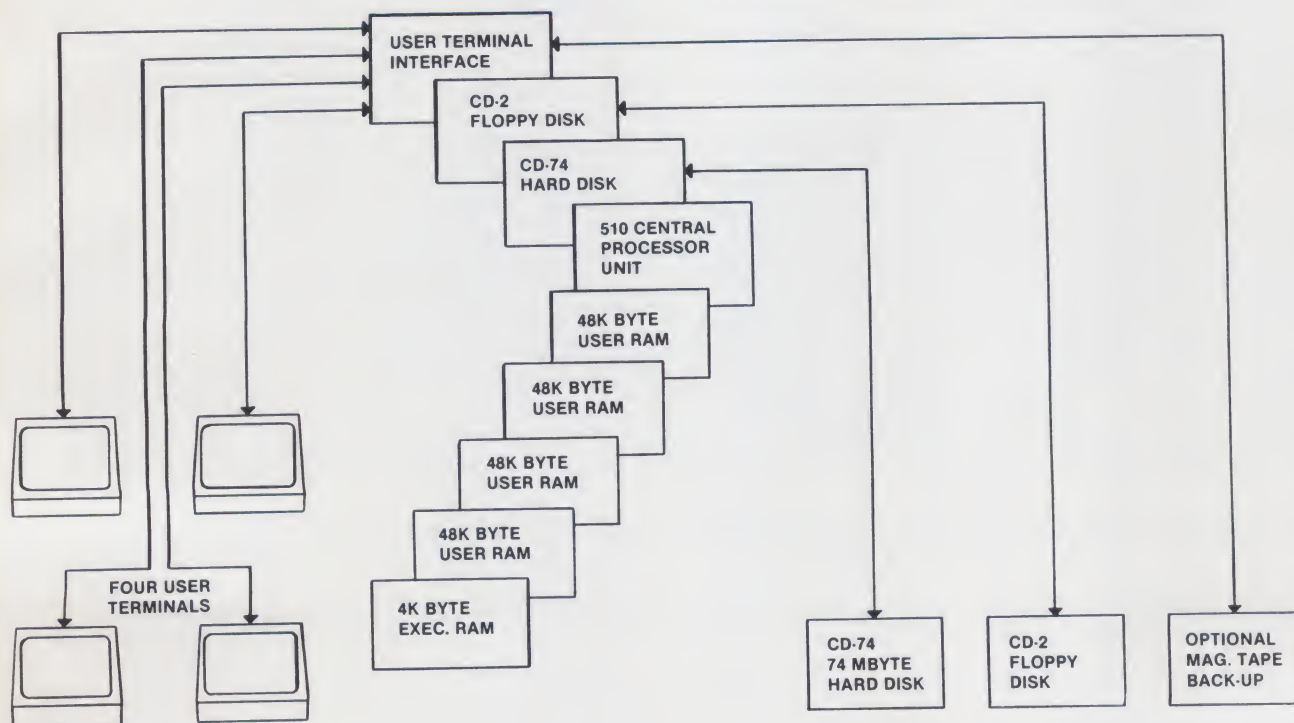 USER TERMINAL
INTERFACE
CD-2
FLOPPY DISK
CD-74
HARD DISK
510 CENTRAL
PROCESSOR
UNIT
48K BYTE
USER RAM
48K BYTE
USER RAM
48K BYTE
USER RAM
48K BYTE
USER RAM
4K BYTE
EXEC. RAM
FOUR USER
TERMINALS
CD-74
74 MBYTE
HARD DISK
CD-2
FLOPPY
DISK
OPTIONAL
MAG. TAPE
BACK-UP